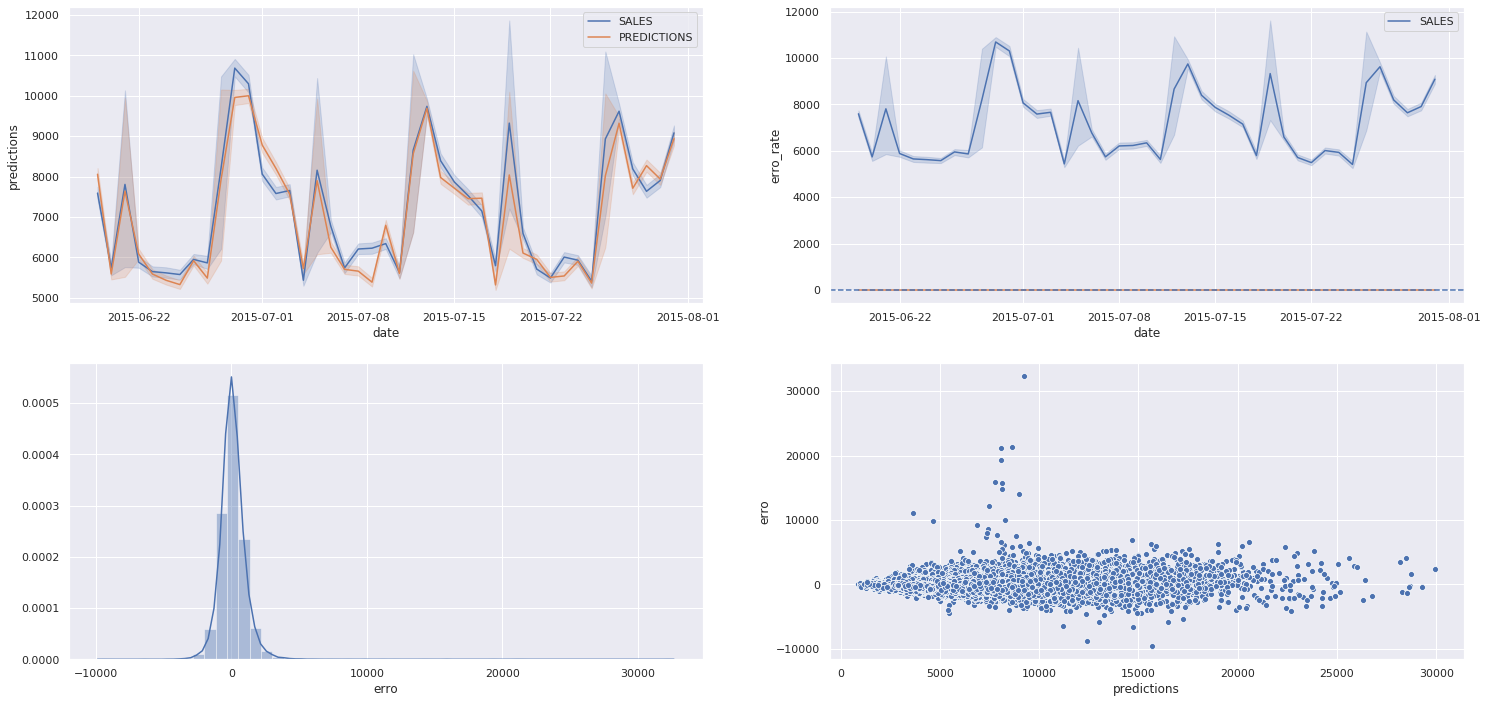 12000
11000
10000
9000
8000
7000
6000
5000
predictions
SALES
PREDICTIONS
2015-06-22 2015-07-01 2015-07-08 2015-07-15 2015-07-22 2015-08-01
date
12000
10000
8000
6000
4000
2000
0
erro_rate
SALES
2015-06-22 2015-07-01 2015-07-08 2015-07-15 2015-07-22 2015-08-01
date
0.0005
0.0004
0.0003
0.0002
0.0001
0.0000
−10000 0 10000 20000 30000
erro
30000
20000
10000
0
−10000
erro
0 5000 10000 15000 20000 25000 30000
predictions